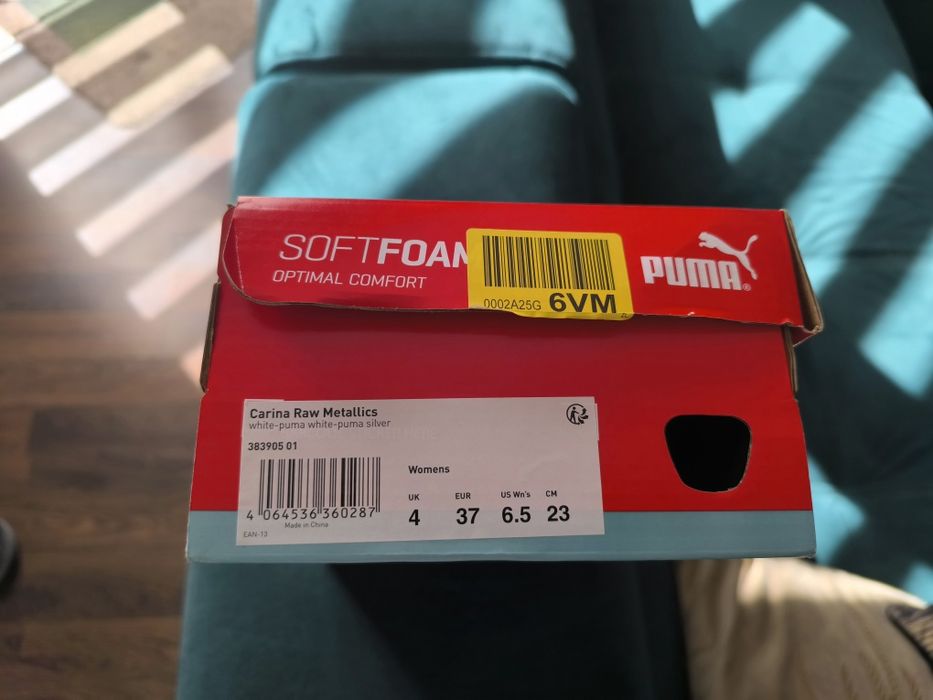 SOFTFOAM
OPTIMAL COMFORT
0002A25G 6VM
PUMA®
Carina Raw Metallics
white-puma white-puma silver
383905 01
Womens
UK EUR US Wn's CM
4 37 6.5 23
4 064536 360287
Made in China
EAN-13